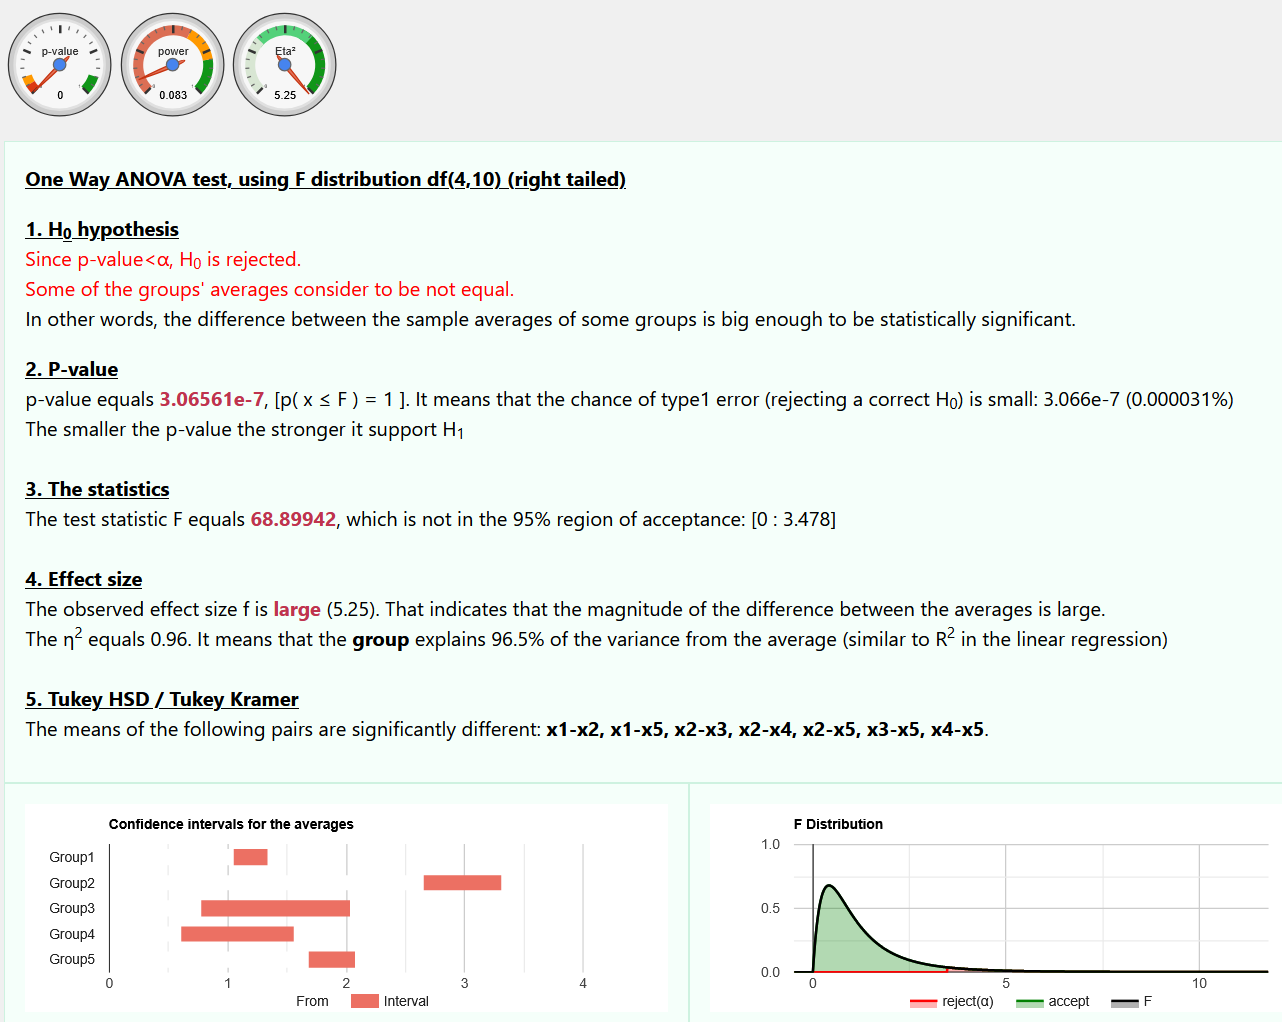 p-value
0
power
0.083
Eta²
5.25
One Way ANOVA test, using F distribution df(4,10) (right tailed)
1. H₀ hypothesis
Since p-value<α, H₀ is rejected.
Some of the groups' averages consider to be not equal.
In other words, the difference between the sample averages of some groups is big enough to be statistically significant.
2. P-value
p-value equals 3.06561e-7, [p( x ≤ F ) = 1 ]. It means that the chance of type1 error (rejecting a correct H₀) is small: 3.066e-7 (0.000031%)
The smaller the p-value the stronger it support H₁
3. The statistics
The test statistic F equals 68.89942, which is not in the 95% region of acceptance: [0 : 3.478]
4. Effect size
The observed effect size f is large (5.25). That indicates that the magnitude of the difference between the averages is large.
The η² equals 0.96. It means that the group explains 96.5% of the variance from the average (similar to R² in the linear regression)
5. Tukey HSD / Tukey Kramer
The means of the following pairs are significantly different: x1-x2, x1-x5, x2-x3, x2-x4, x2-x5, x3-x5, x4-x5.
Confidence intervals for the averages
Group1
Group2
Group3
Group4
Group5
0 1 2 3 4
From Interval
F Distribution
1.0
0.5
0.0
0 5 10
reject(α) accept F